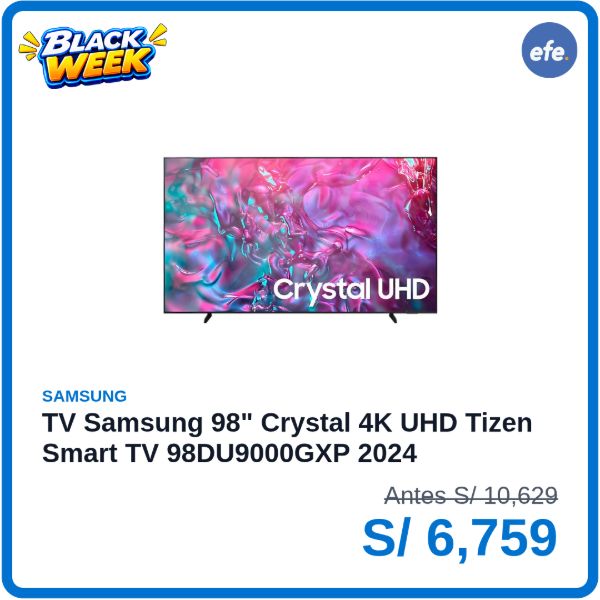 BLACK
WEEK
efe.
Crystal UHD
SAMSUNG
TV Samsung 98" Crystal 4K UHD Tizen
Smart TV 98DU9000GXP 2024
Antes S/ 10,629
S/ 6,759